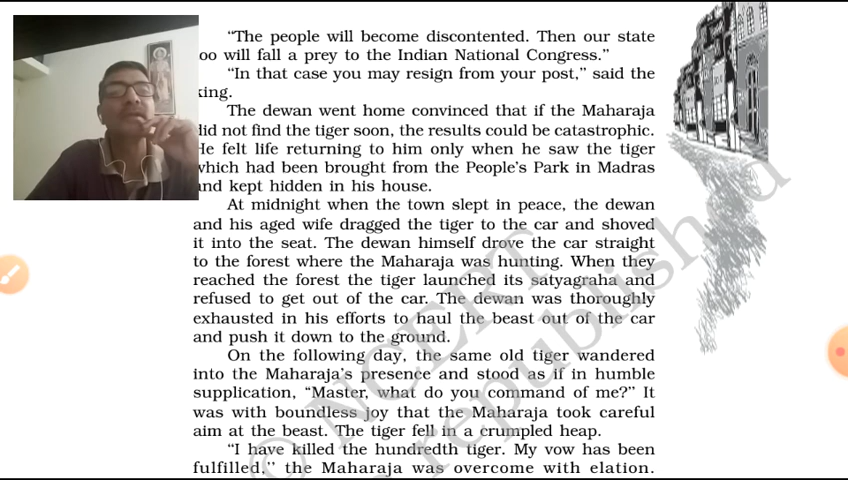 “The people will become discontented. Then our state
oo will fall a prey to the Indian National Congress.”
“In that case you may resign from your post,” said the
king.
The dewan went home convinced that if the Maharaja
did not find the tiger soon, the results could be catastrophic.
He felt life returning to him only when he saw the tiger
which had been brought from the People’s Park in Madras
and kept hidden in his house.
At midnight when the town slept in peace, the dewan
and his aged wife dragged the tiger to the car and shoved
it into the seat. The dewan himself drove the car straight
to the forest where the Maharaja was hunting. When they
reached the forest the tiger launched its satyagraha and
refused to get out of the car. The dewan was thoroughly
exhausted in his efforts to haul the beast out of the car
and push it down to the ground.
On the following day, the same old tiger wandered
into the Maharaja’s presence and stood as if in humble
supplication, “Master, what do you command of me?” It
was with boundless joy that the Maharaja took careful
aim at the beast. The tiger fell in a crumpled heap.
“I have killed the hundredth tiger. My vow has been
fulfilled,” the Maharaja was overcome with elation.
© NCERT
republished